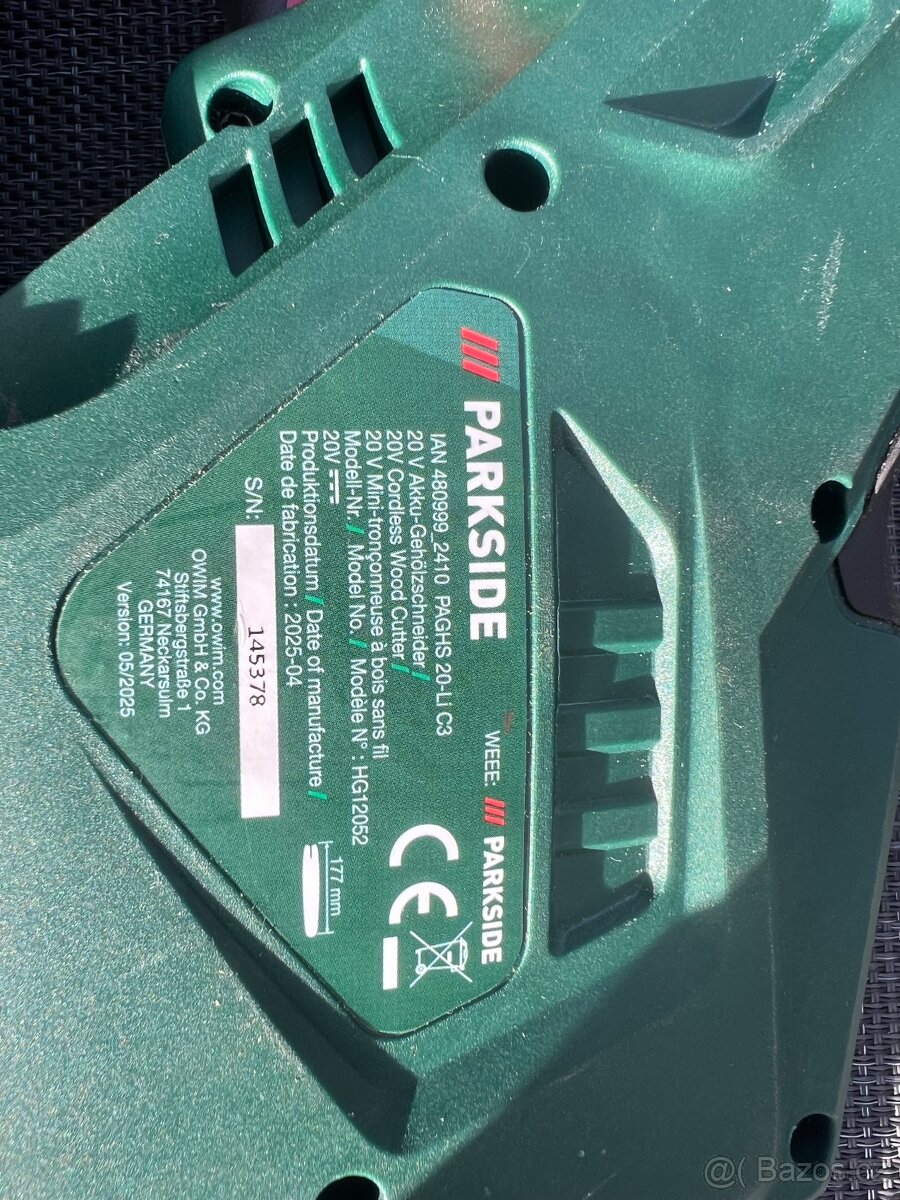 PARKSIDE
WEEE: PARKSIDE
IAN 480999_2410 PAGHS 20-Li C3
20 V Akku-Gehölzschneider /
20V Cordless Wood Cutter /
20 V Mini-tronçonneuse à bois sans fil
Modell-Nr. / Model No. / Modèle N° : HG12052
20V
Produktionsdatum / Date of manufacture /
Date de fabrication : 2025-04
CE
177 mm
S/N: 145378
www.owim.com
OWIM GmbH & Co. KG
Stiftsbergstraße 1
74167 Neckarsulm
GERMANY
Version: 05/2025
@( Bazos.cz